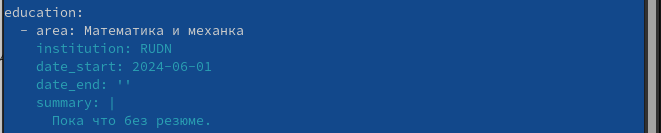 education:
- area: Математика и механка
institution: RUDN
date_start: 2024-06-01
date_end: ''
summary: |
Пока что без резюме.